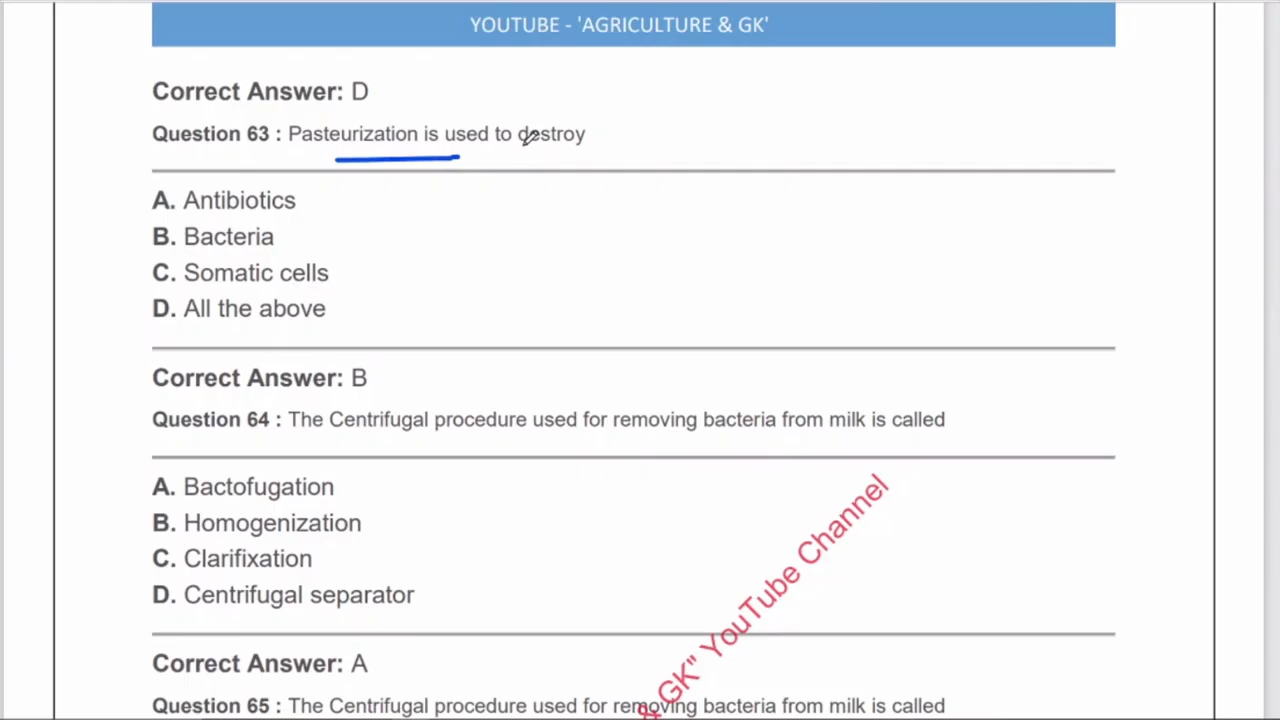 YOUTUBE - 'AGRICULTURE & GK'
Correct Answer: D
Question 63 : Pasteurization is used to destroy
A. Antibiotics
B. Bacteria
C. Somatic cells
D. All the above
Correct Answer: B
Question 64 : The Centrifugal procedure used for removing bacteria from milk is called
A. Bactofugation
B. Homogenization
C. Clarifixation
D. Centrifugal separator
& GK" YouTube Channel
Correct Answer: A
Question 65 : The Centrifugal procedure used for removing bacteria from milk is called